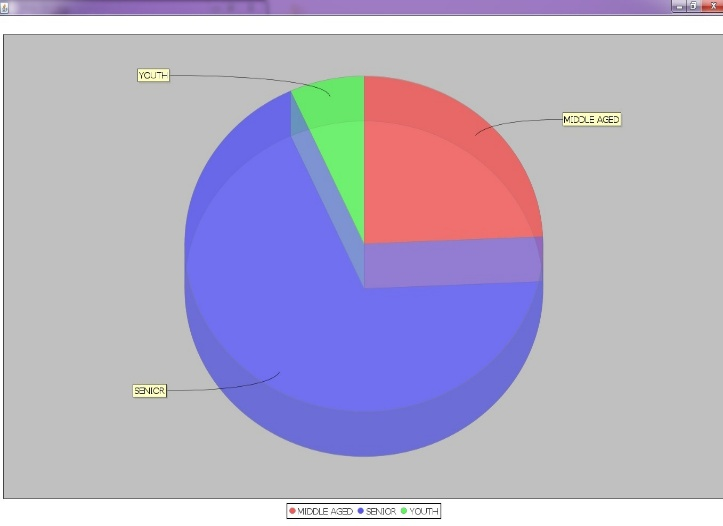 YOUTH
MIDDLE AGED
SENIOR
MIDDLE AGED SENIOR YOUTH